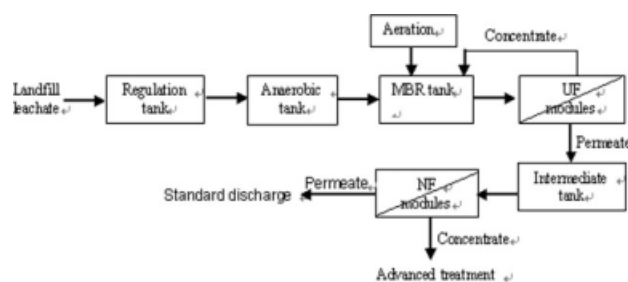 Aeration
Concentrate
Landfill
leachate
Regulation
tank
Anaerobic
tank
MBR tank
UF
modules
Permeate
Intermediate
tank
NF
modules
Permeate
Standard discharge
Concentrate
Advanced treatment